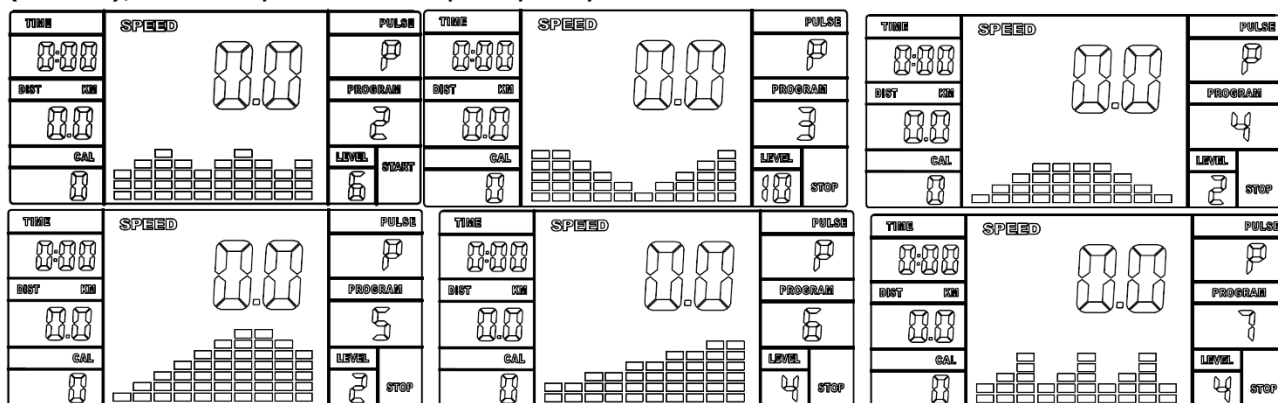 TIME SPEED PULSE
0:00 0.0 P
DIST KM PROGRAM
0.0 2
CAL LEVEL START
0 6
TIME SPEED PULSE
0:00 0.0 P
DIST KM PROGRAM
0.0 3
CAL LEVEL
0 10 STOP
TIME SPEED PULSE
0:00 0.0 P
DIST KM PROGRAM
0.0 4
CAL LEVEL
0 2 STOP
TIME SPEED PULSE
0:00 0.0 P
DIST KM PROGRAM
0.0 5
CAL LEVEL
0 2 STOP
TIME SPEED PULSE
0:00 0.0 P
DIST KM PROGRAM
0.0 6
CAL LEVEL
0 4 STOP
TIME SPEED PULSE
0:00 0.0 P
DIST KM PROGRAM
0.0 7
CAL LEVEL
0 4 STOP